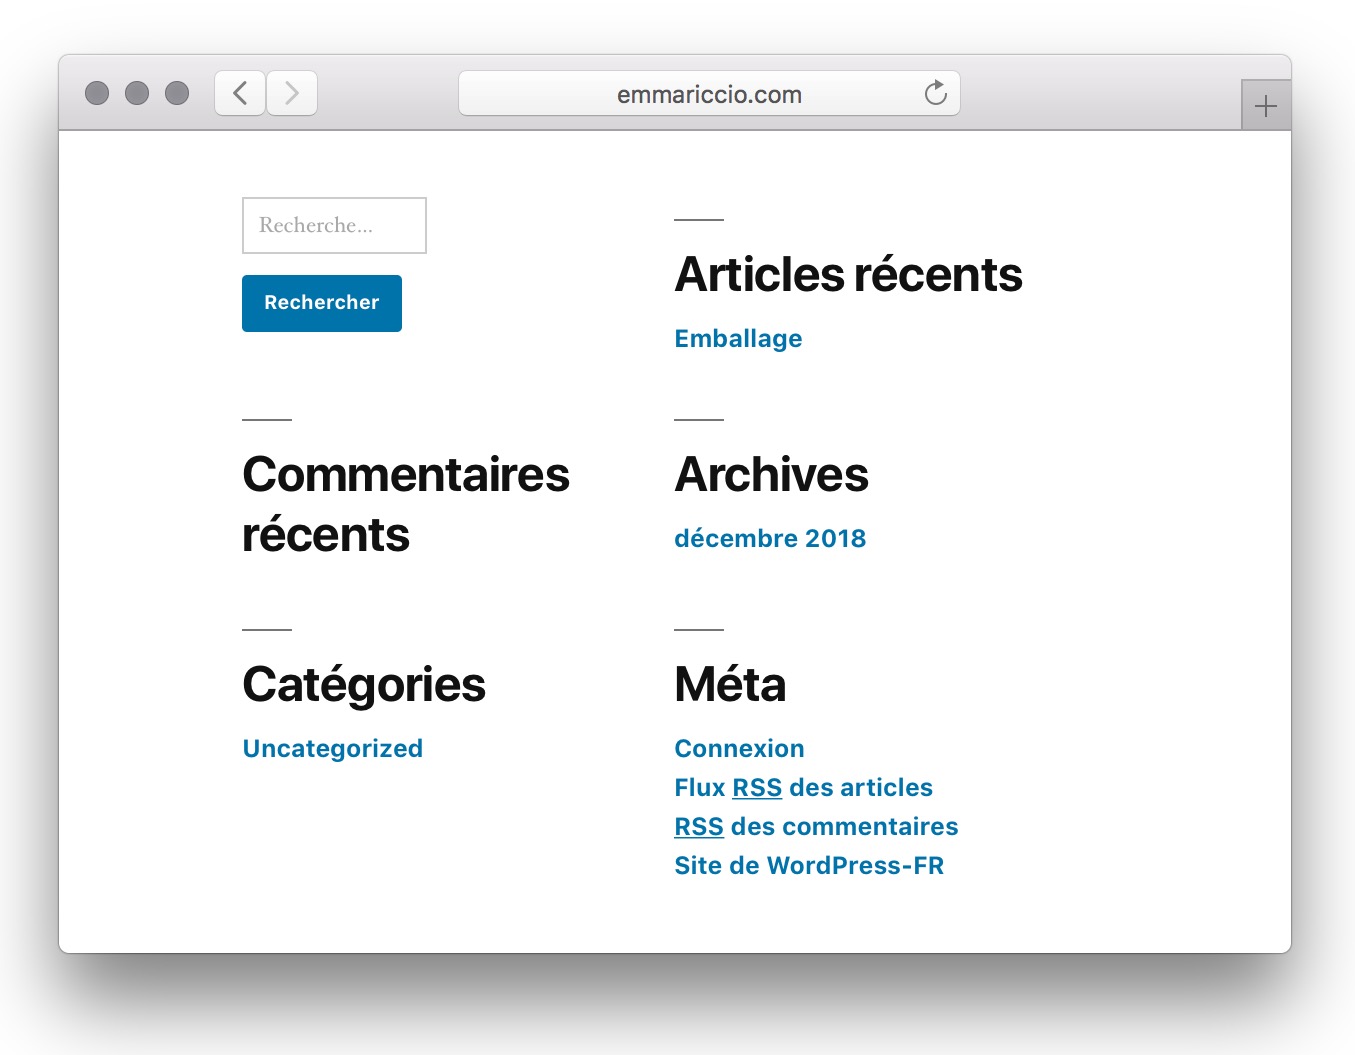 emmariccio.com
Recherche...
Rechercher
Articles récents
Emballage
Commentaires
récents
Archives
décembre 2018
Catégories
Uncategorized
Méta
Connexion
Flux RSS des articles
RSS des commentaires
Site de WordPress-FR